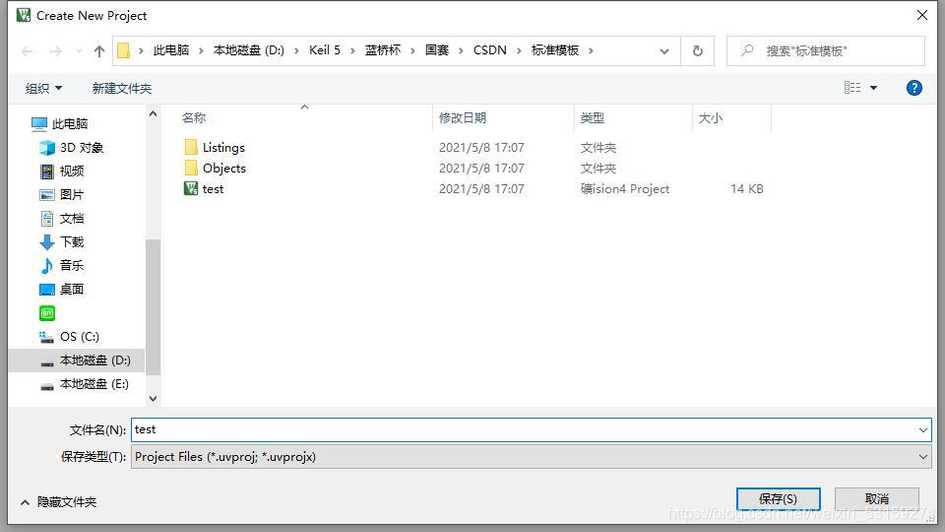 Create New Project
此电脑 › 本地磁盘 (D:) › Keil 5 › 蓝桥杯 › 国赛 › CSDN › 标准模板 ›
搜索"标准模板"
组织 新建文件夹
名称 修改日期 类型 大小
此电脑
3D 对象
视频
图片
文档
下载
音乐
桌面
OS (C:)
本地磁盘 (D:)
本地磁盘 (E:)
Listings 2021/5/8 17:07 文件夹
Objects 2021/5/8 17:07 文件夹
test 2021/5/8 17:07 礦ision4 Project 14 KB
文件名(N): test
保存类型(T): Project Files (*.uvproj; *.uvprojx)
隐藏文件夹
保存(S) 取消